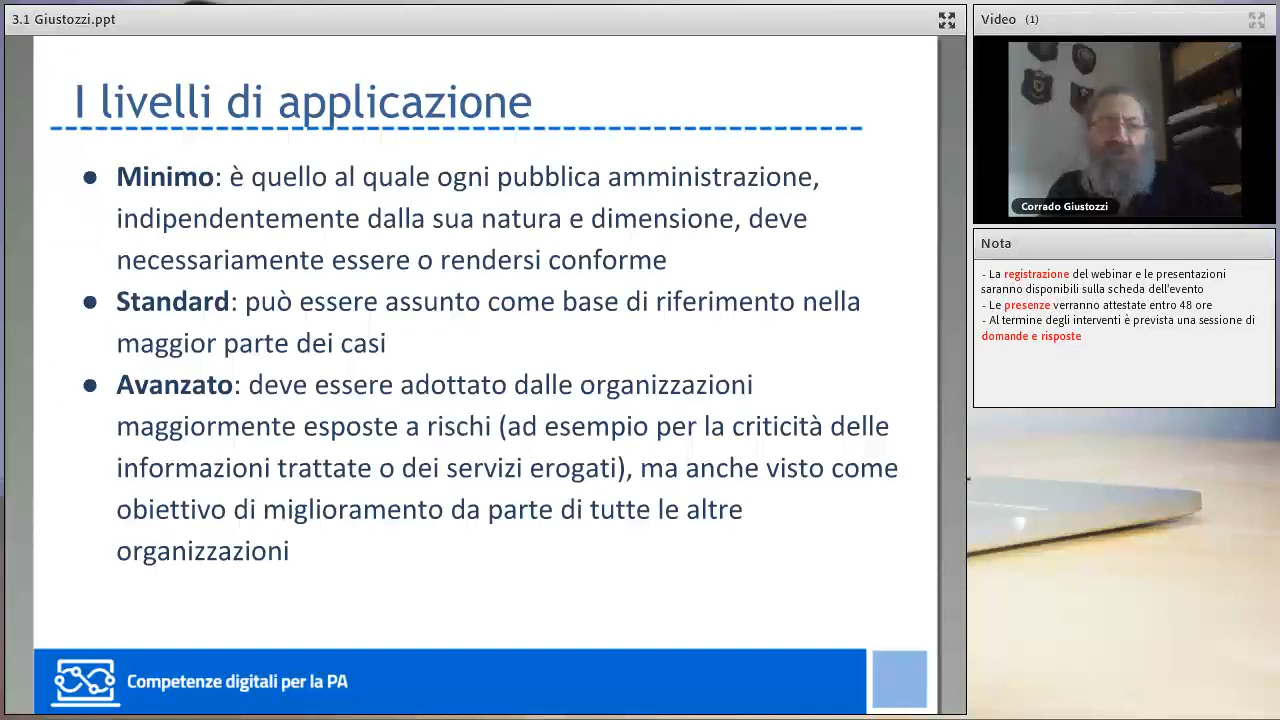 3.1 Giustozzi.ppt
I livelli di applicazione
● Minimo: è quello al quale ogni pubblica amministrazione,
indipendentemente dalla sua natura e dimensione, deve
necessariamente essere o rendersi conforme
● Standard: può essere assunto come base di riferimento nella
maggior parte dei casi
● Avanzato: deve essere adottato dalle organizzazioni
maggiormente esposte a rischi (ad esempio per la criticità delle
informazioni trattate o dei servizi erogati), ma anche visto come
obiettivo di miglioramento da parte di tutte le altre
organizzazioni
Competenze digitali per la PA
Video (1)
Corrado Giustozzi
Nota
- La registrazione del webinar e le presentazioni
saranno disponibili sulla scheda dell'evento
- Le presenze verranno attestate entro 48 ore
- Al termine degli interventi è prevista una sessione di
domande e risposte